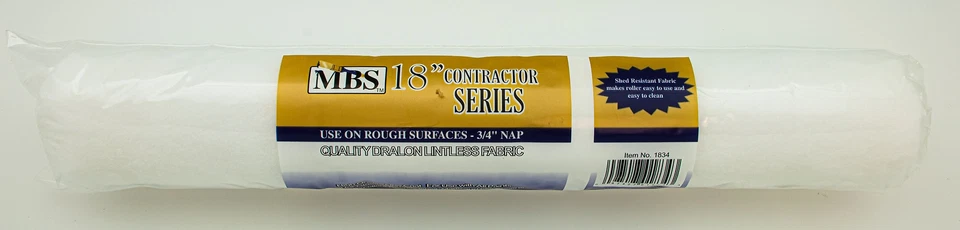 MBS TM 18” CONTRACTOR
SERIES
USE ON ROUGH SURFACES - 3/4" NAP
QUALITY DRALON LINTLESS FABRIC
Shed Resistant Fabric
makes roller easy to use and
easy to clean
Item No. 1834